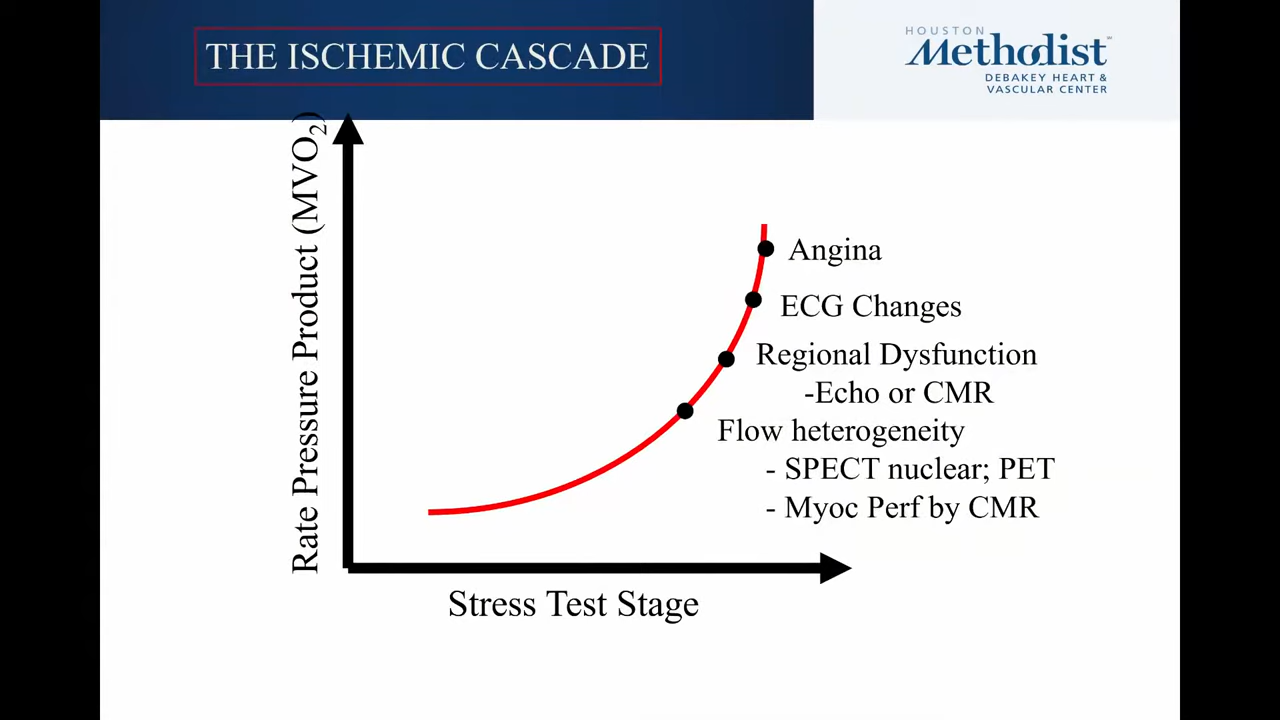 THE ISCHEMIC CASCADE
HOUSTON
Methodist
DEBAKEY HEART &
VASCULAR CENTER
Rate Pressure Product (MVO₂)
Angina
ECG Changes
Regional Dysfunction
-Echo or CMR
Flow heterogeneity
- SPECT nuclear; PET
- Myoc Perf by CMR
Stress Test Stage